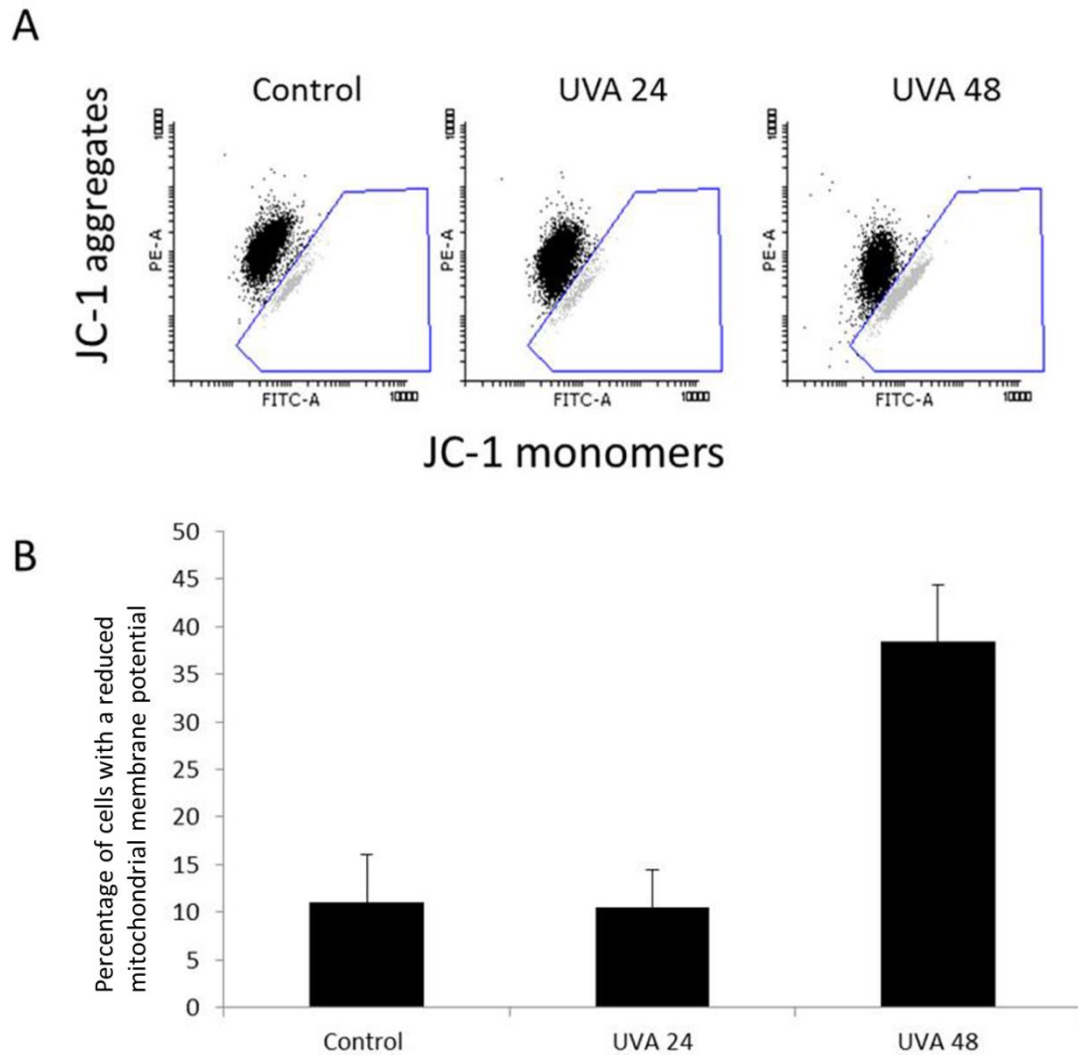 A
Control
UVA 24
UVA 48
JC-1 aggregates
PE-A
PE-A
PE-A
FITC-A
FITC-A
FITC-A
JC-1 monomers
B
Percentage of cells with a reduced
mitochondrial membrane potential
50
45
40
35
30
25
20
15
10
5
0
Control
UVA 24
UVA 48